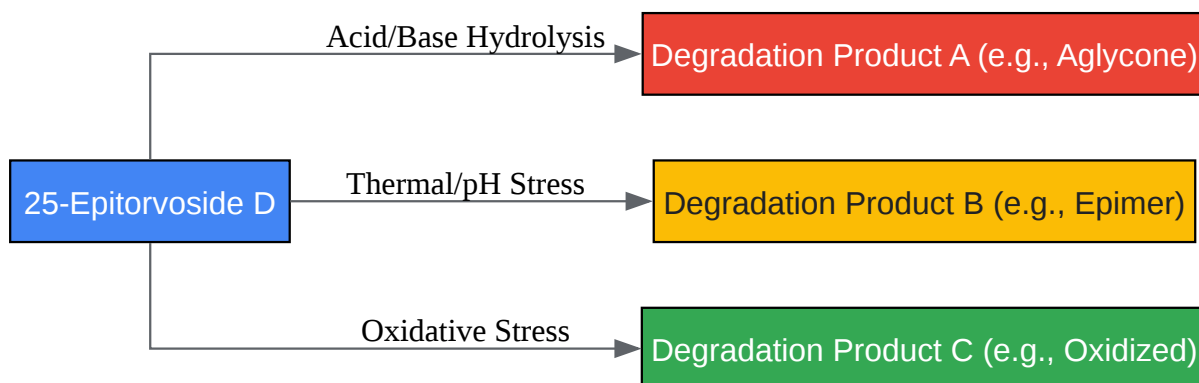 Acid/Base Hydrolysis
Degradation Product A (e.g., Aglycone)
25-Epitorvoside D
Thermal/pH Stress
Degradation Product B (e.g., Epimer)
Oxidative Stress
Degradation Product C (e.g., Oxidized)